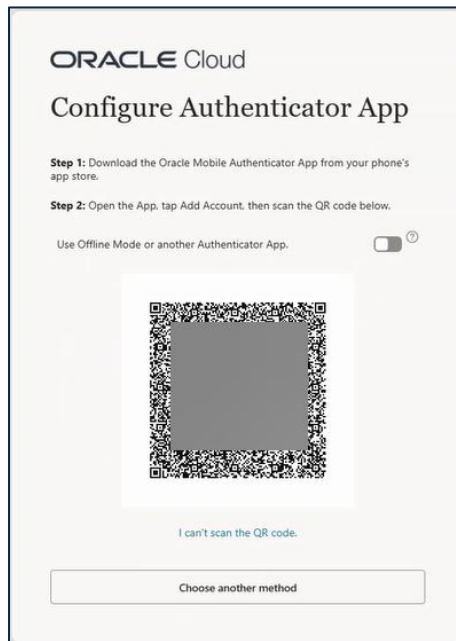 ORACLE Cloud
Configure Authenticator App
Step 1: Download the Oracle Mobile Authenticator App from your phone's
app store.
Step 2: Open the App, tap Add Account, then scan the QR code below.
Use Offline Mode or another Authenticator App.
I can't scan the QR code.
Choose another method